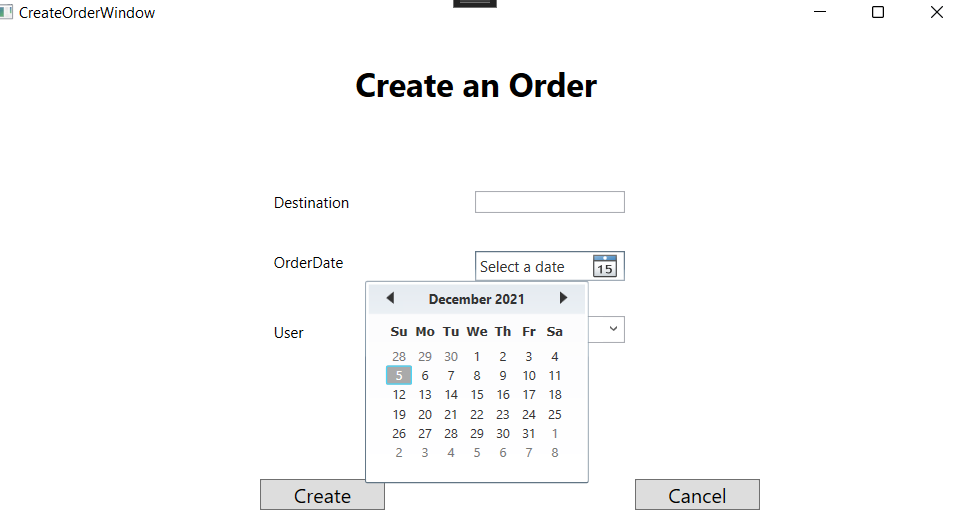 CreateOrderWindow
Create an Order
Destination
OrderDate
Select a date
15
December 2021
Su Mo Tu We Th Fr Sa
28 29 30 1 2 3 4
5 6 7 8 9 10 11
12 13 14 15 16 17 18
19 20 21 22 23 24 25
26 27 28 29 30 31 1
2 3 4 5 6 7 8
User
Create
Cancel